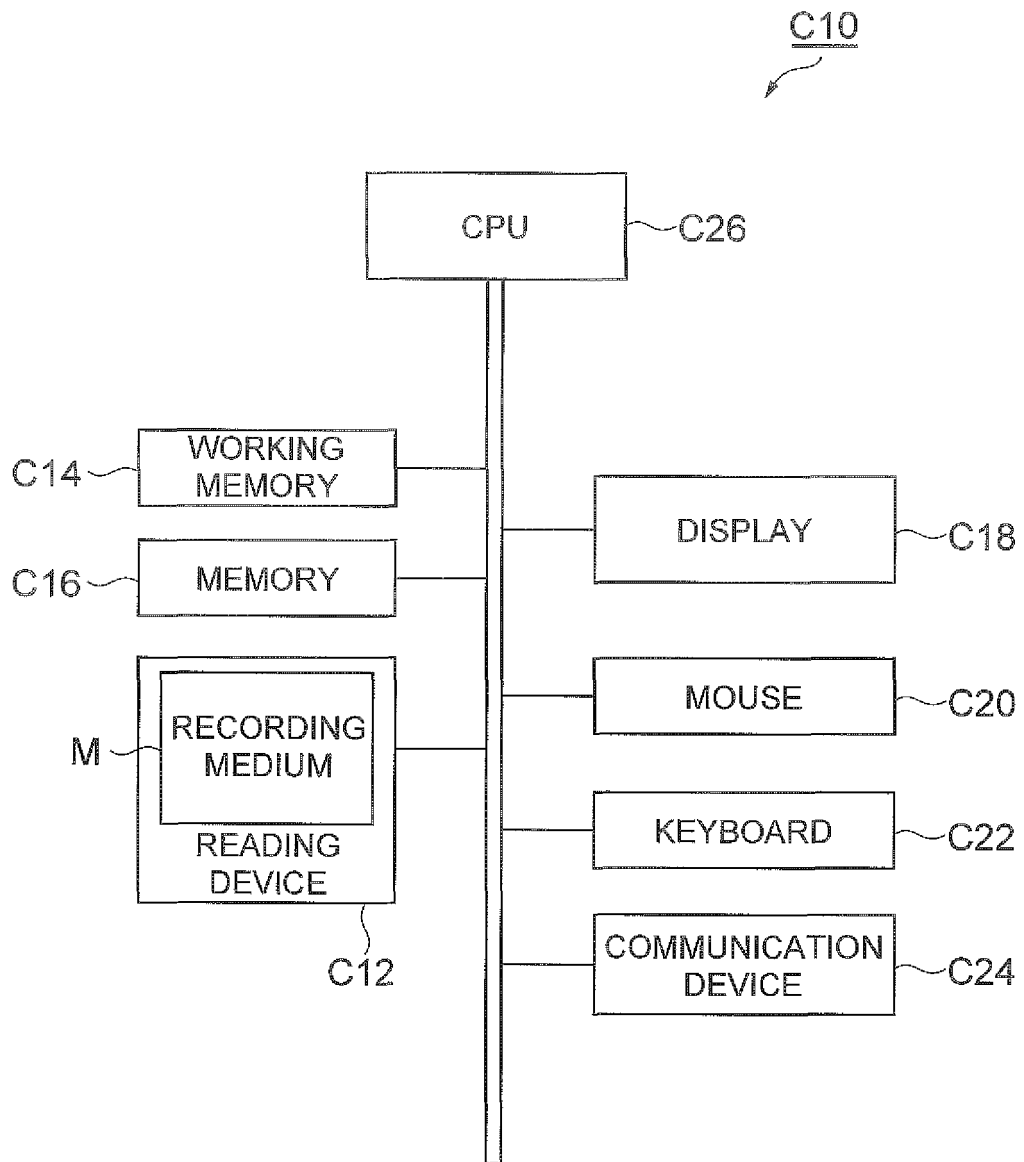 C10
CPU
C26
WORKING
MEMORY
C14
MEMORY
C16
RECORDING
MEDIUM
M
READING
DEVICE
C12
DISPLAY
C18
MOUSE
C20
KEYBOARD
C22
COMMUNICATION
DEVICE
C24